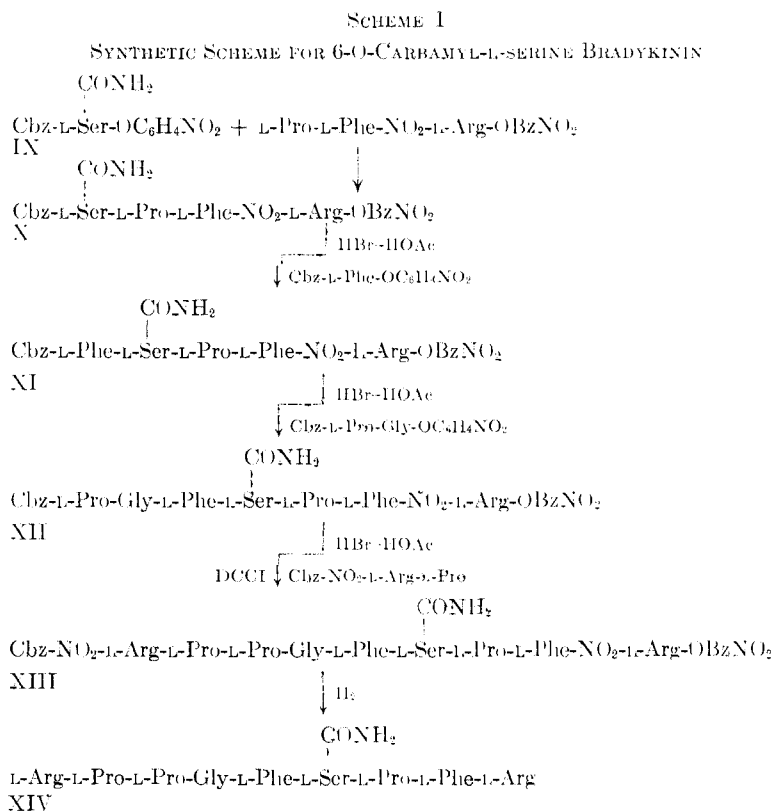 SCHEME I
SYNTHETIC SCHEME FOR 6-O-CARBAMYL-L-SERINE BRADYKININ
CONH₂
Cbz-L-Ser-OC₆H₄NO₂ + L-Pro-L-Phe-NO₂-L-Arg-OBzNO₂
IX
CONH₂
Cbz-L-Ser-L-Pro-L-Phe-NO₂-L-Arg-OBzNO₂
X
HBr-HOAc
Cbz-L-Phe-OC₆H₄NO₂
CONH₂
Cbz-L-Phe-L-Ser-L-Pro-L-Phe-NO₂-L-Arg-OBzNO₂
XI
HBr-HOAc
Cbz-L-Pro-Gly-OC₆H₄NO₂
CONH₂
Cbz-L-Pro-Gly-L-Phe-L-Ser-L-Pro-L-Phe-NO₂-L-Arg-OBzNO₂
XII
HBr-HOAc
DCCI Cbz-NO₂-L-Arg-L-Pro
CONH₂
Cbz-NO₂-L-Arg-L-Pro-L-Pro-Gly-L-Phe-L-Ser-L-Pro-L-Phe-NO₂-L-Arg-OBzNO₂
XIII
H₂
CONH₂
L-Arg-L-Pro-L-Pro-Gly-L-Phe-L-Ser-L-Pro-L-Phe-L-Arg
XIV